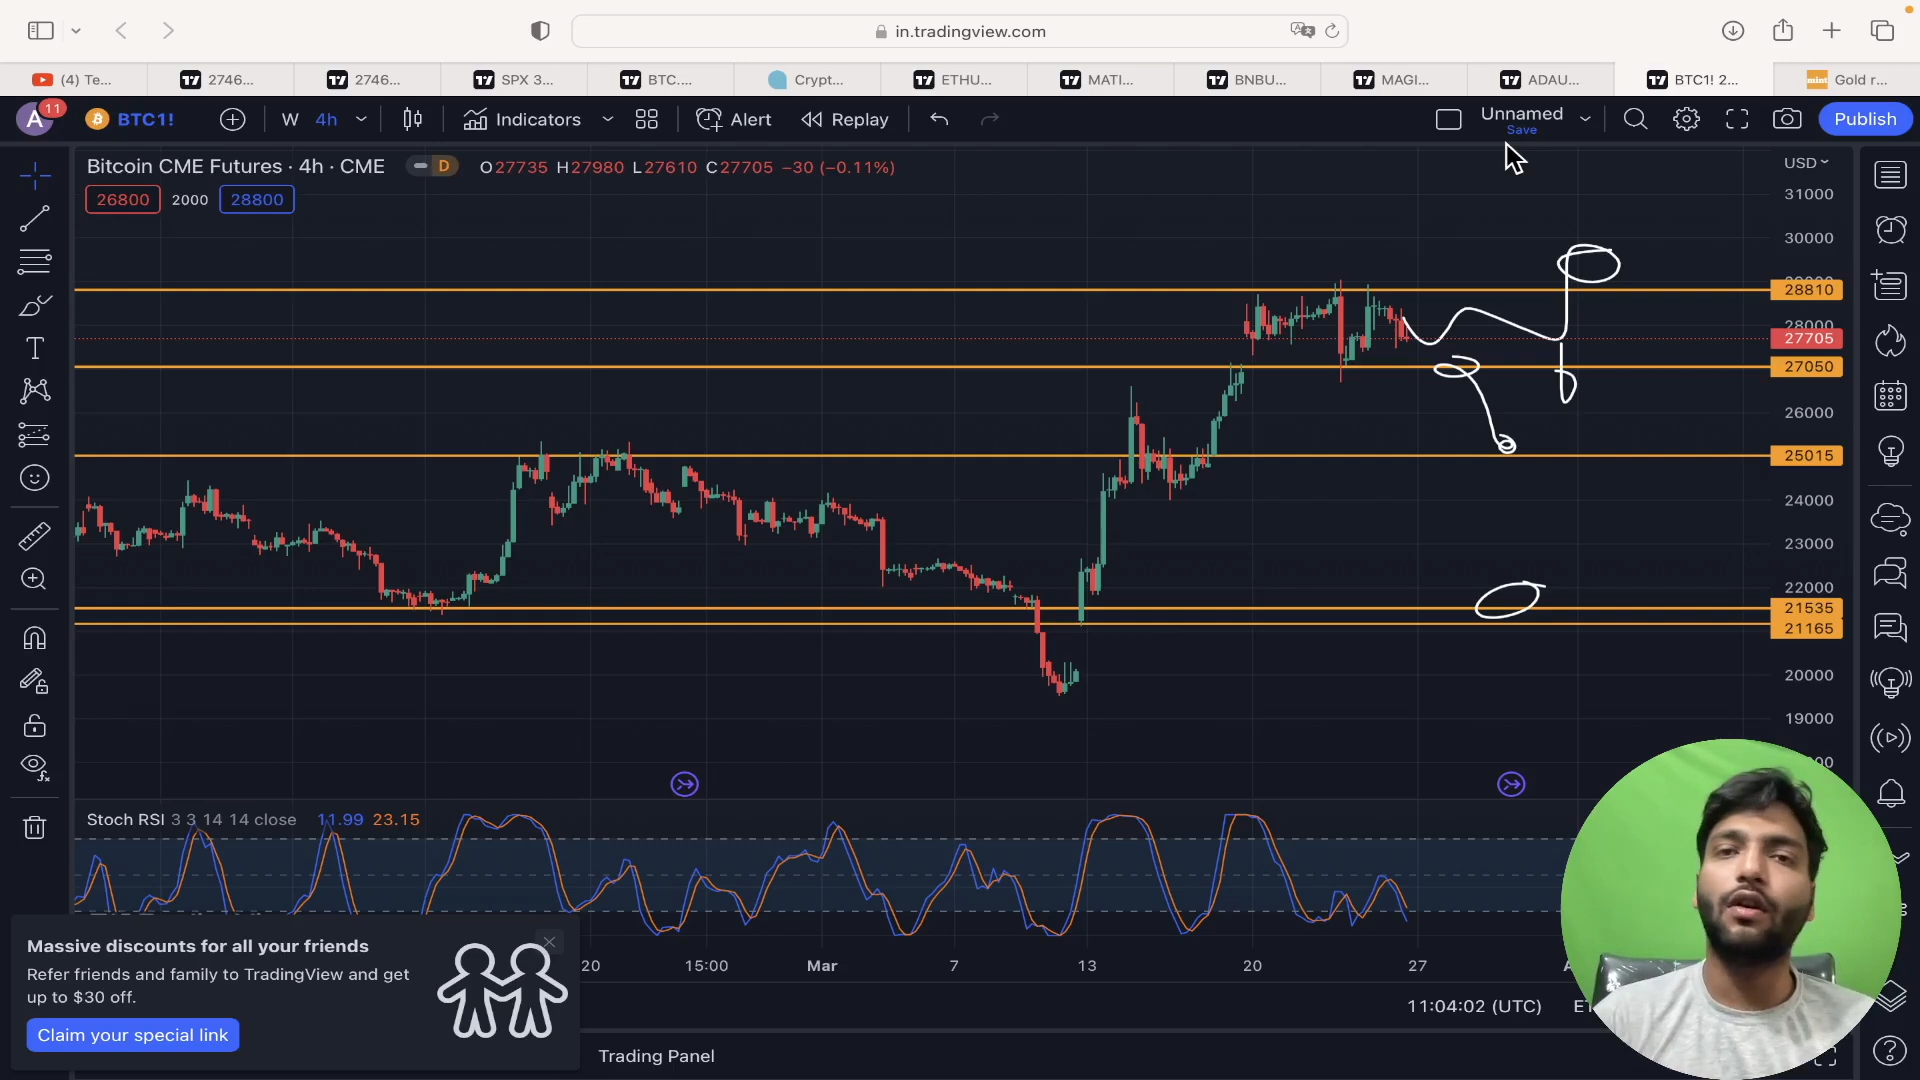 in.tradingview.com
(4) Te...
2746...
2746...
SPX 3...
BTC....
Crypt...
ETHU...
MATI...
BNBU...
MAGI...
ADAU...
BTC1! 2...
mint Gold r...
A 11 BTC1! W 4h Indicators Alert Replay Unnamed Publish
Save
Bitcoin CME Futures · 4h · CME D O27735 H27980 L27610 C27705 −30 (−0.11%) USD
26800 2000 28800
31000
30000
28810
28000
27705
27050
26000
25015
24000
23000
22000
21535
21165
20000
19000
Stoch RSI 3 3 14 14 close 11.99 23.15
20 15:00 Mar 7 13 20 27
Massive discounts for all your friends
Refer friends and family to TradingView and get
up to $30 off.
Claim your special link
11:04:02 (UTC)
Trading Panel